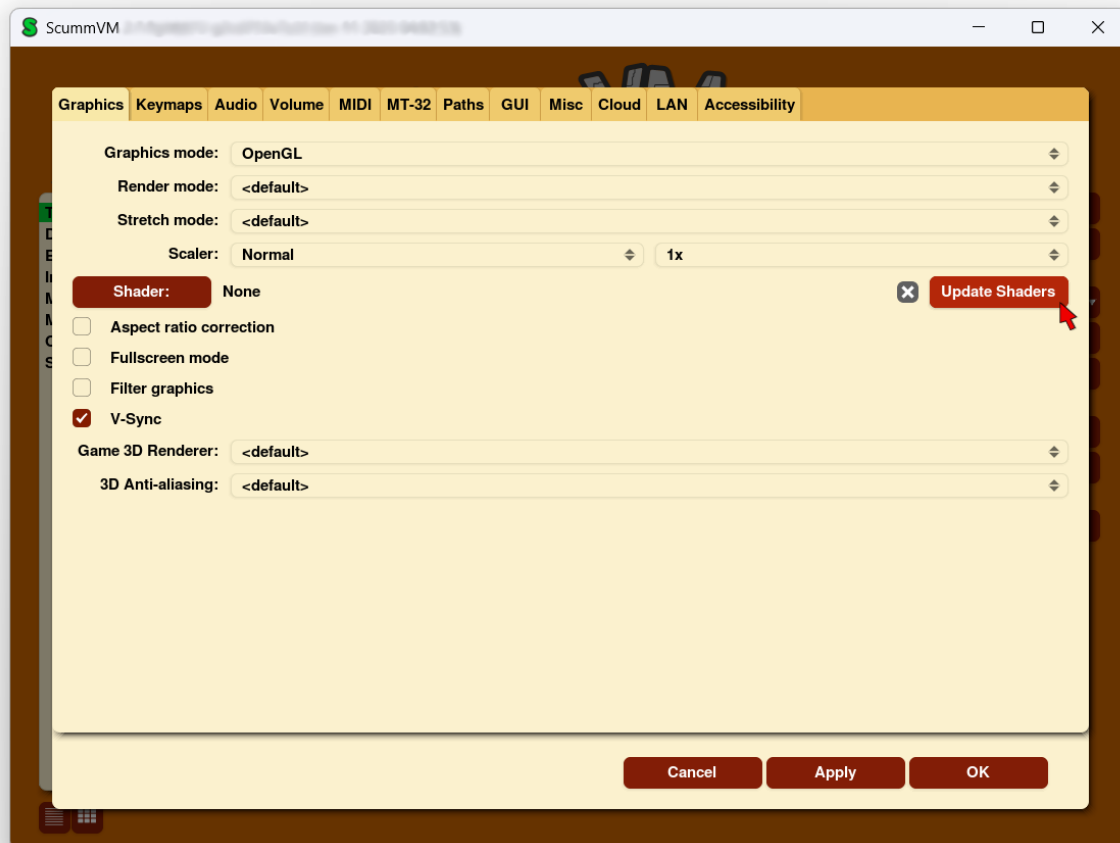 ScummVM
Graphics Keymaps Audio Volume MIDI MT-32 Paths GUI Misc Cloud LAN Accessibility
Graphics mode: OpenGL
Render mode: <default>
Stretch mode: <default>
Scaler: Normal 1x
Shader: None Update Shaders
Aspect ratio correction
Fullscreen mode
Filter graphics
V-Sync
Game 3D Renderer: <default>
3D Anti-aliasing: <default>
Cancel Apply OK